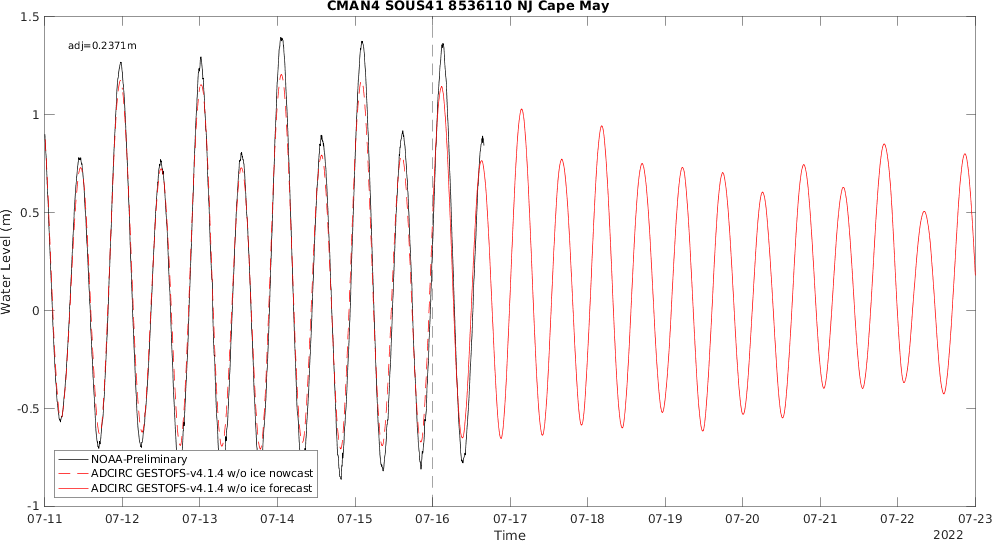 CMAN4 SOUS41 8536110 NJ Cape May
adj=0.2371m
1.5
1
0.5
0
-0.5
-1
Water Level (m)
NOAA-Preliminary
ADCIRC GESTOFS-v4.1.4 w/o ice nowcast
ADCIRC GESTOFS-v4.1.4 w/o ice forecast
07-11 07-12 07-13 07-14 07-15 07-16 07-17 07-18 07-19 07-20 07-21 07-22 07-23
Time
2022